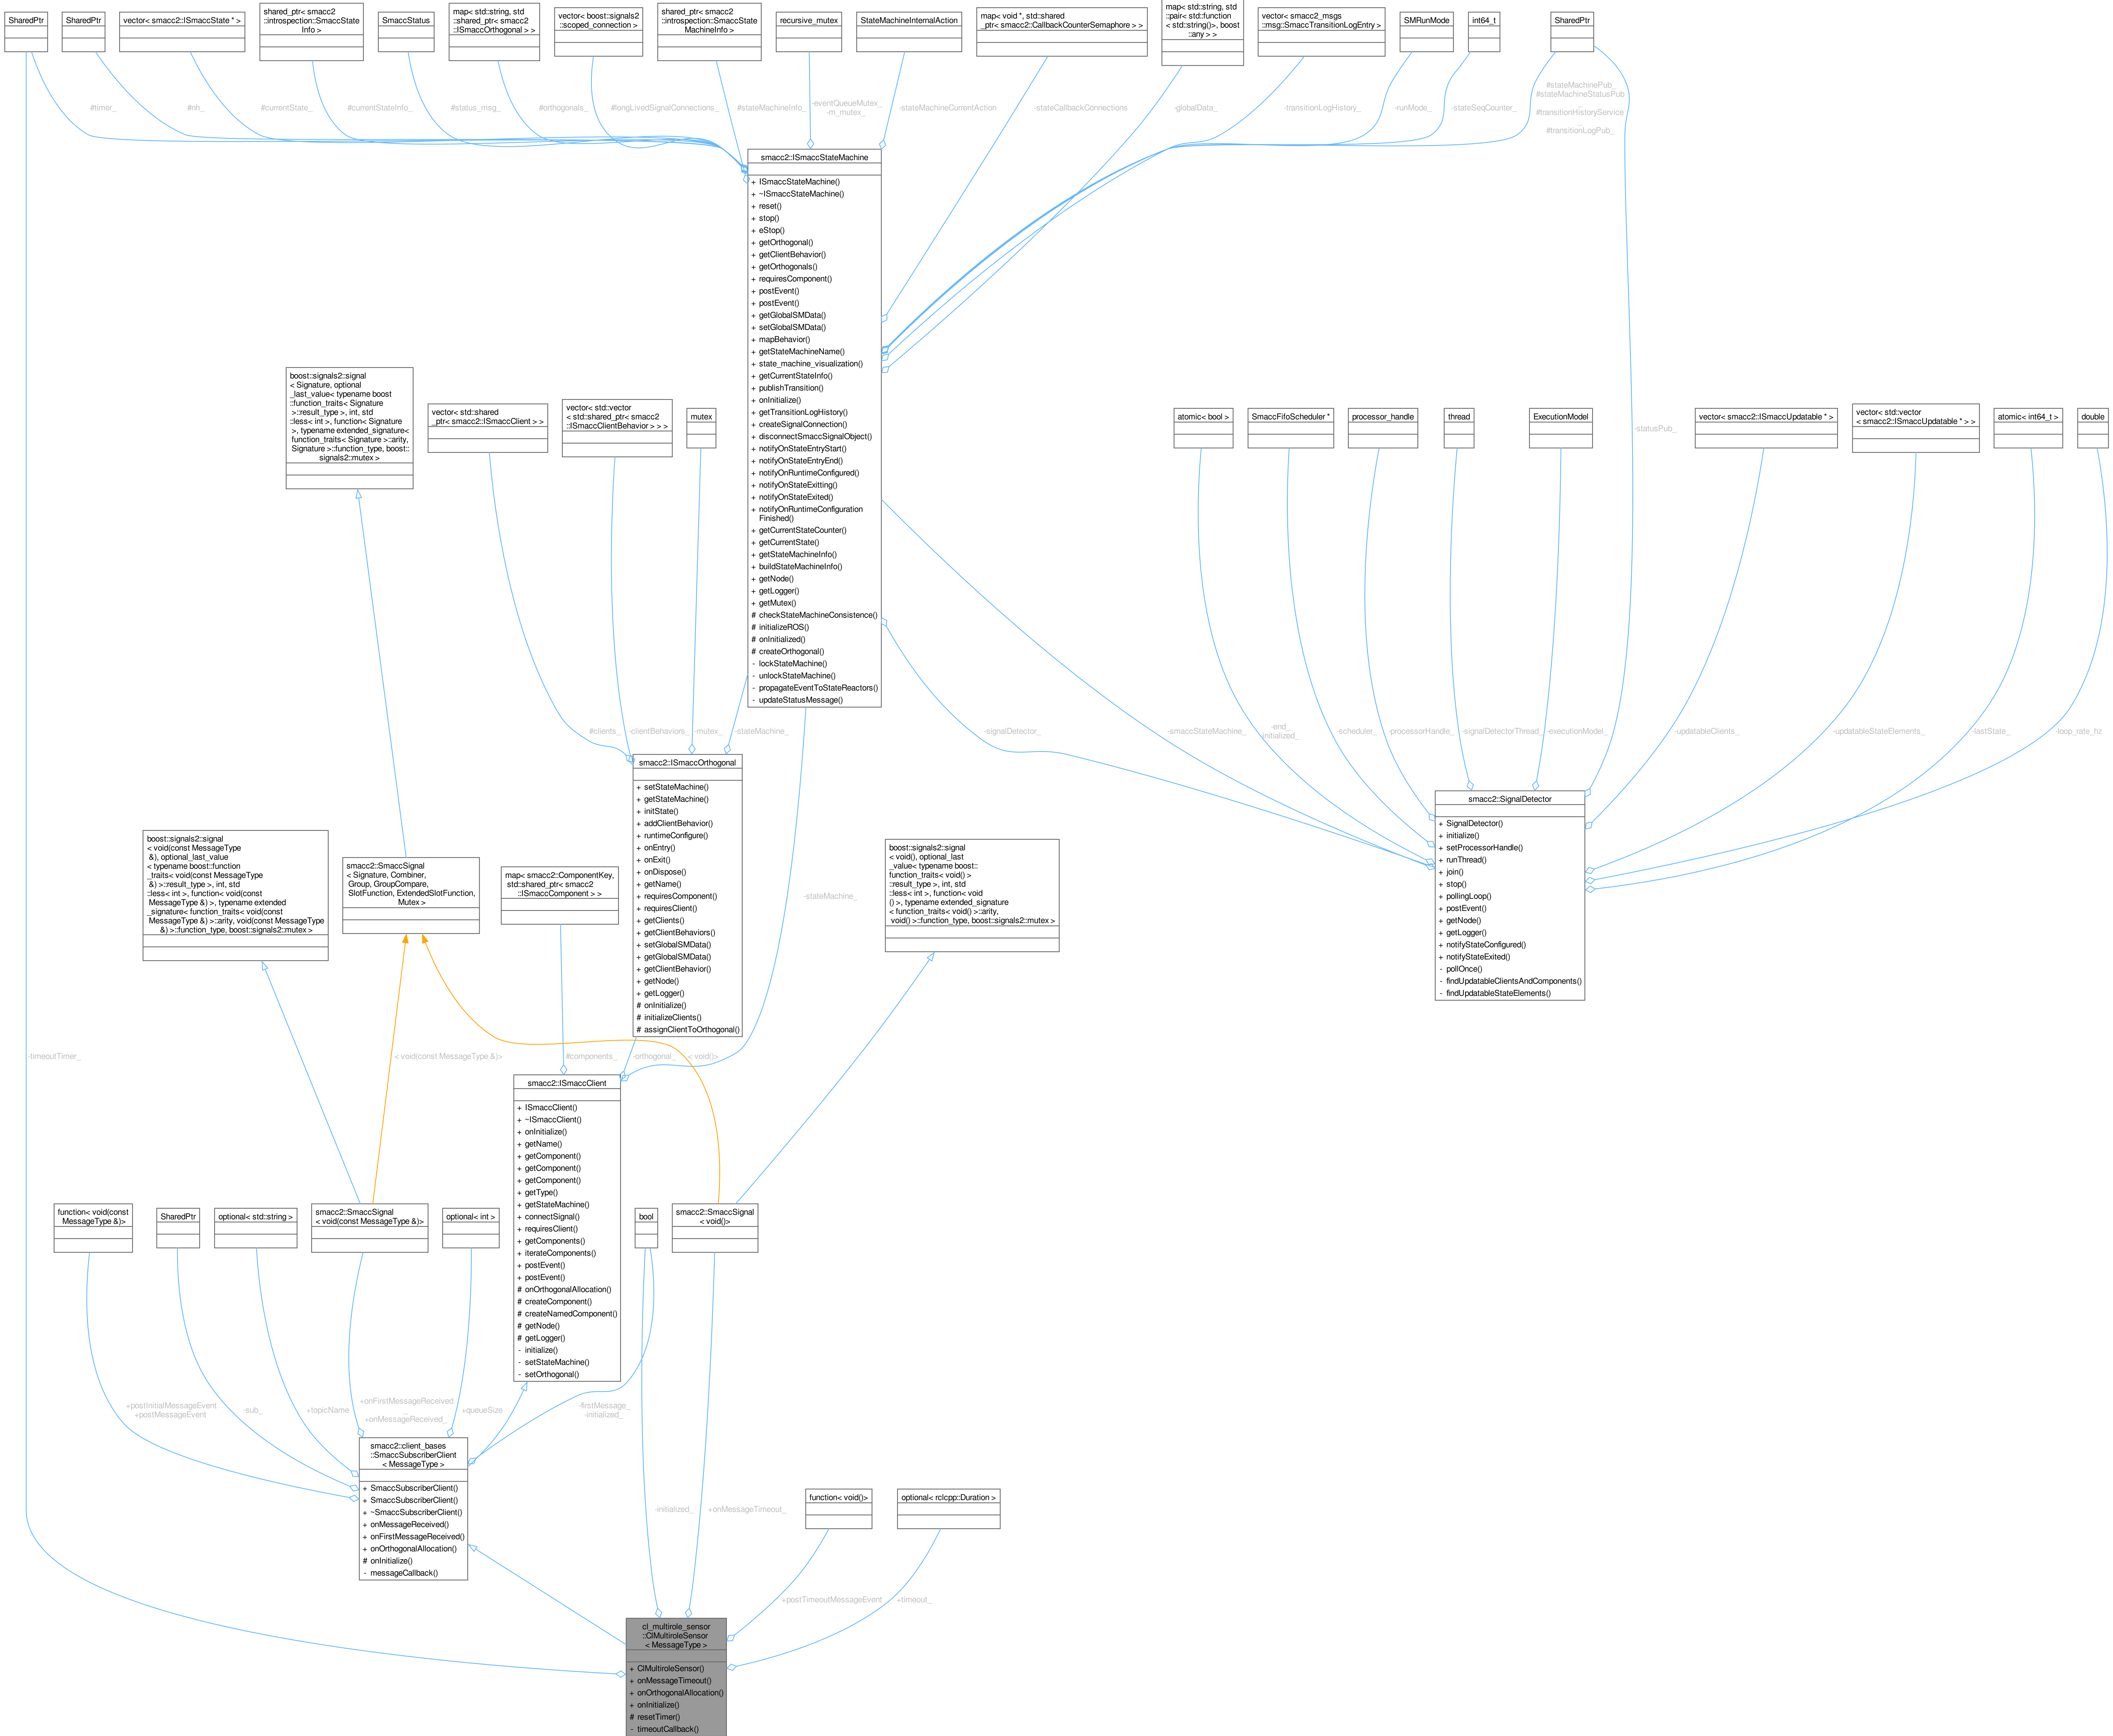 SharedPtr
SharedPtr
vector< smacc2::ISmaccState * >
shared_ptr< smacc2
::introspection::SmaccState
Info >
SmaccStatus
map< std::string, std
::shared_ptr< smacc2
::ISmaccOrthogonal > >
vector< boost::signals2
::scoped_connection >
shared_ptr< smacc2
::introspection::SmaccState
MachineInfo >
recursive_mutex
StateMachineInternalAction
map< void *, std::shared
_ptr< smacc2::CallbackCounterSemaphore > >
map< std::string, std
::pair< std::function
< std::string()>, boost
::any > >
vector< smacc2_msgs
::msg::SmaccTransitionLogEntry >
SMRunMode
int64_t
SharedPtr
#timer_
#nh_
#currentState_
#currentStateInfo_
#status_msg_
#orthogonals_
#longLivedSignalConnections_
#stateMachineInfo_
-eventQueueMutex_
-m_mutex_
-stateMachineCurrentAction
-stateCallbackConnections
-globalData_
-transitionLogHistory_
-runMode_
-stateSeqCounter_
#stateMachinePub_
#stateMachineStatusPub
_
#transitionHistoryService
_
#transitionLogPub_
smacc2::ISmaccStateMachine
+ ISmaccStateMachine()
+ ~ISmaccStateMachine()
+ reset()
+ stop()
+ eStop()
+ getOrthogonal()
+ getClientBehavior()
+ getOrthogonals()
+ requiresComponent()
+ postEvent()
+ postEvent()
+ getGlobalSMData()
+ setGlobalSMData()
+ mapBehavior()
+ getStateMachineName()
+ state_machine_visualization()
+ getCurrentStateInfo()
+ publishTransition()
+ onInitialize()
+ getTransitionLogHistory()
+ createSignalConnection()
+ disconnectSmaccSignalObject()
+ notifyOnStateEntryStart()
+ notifyOnStateEntryEnd()
+ notifyOnRuntimeConfigured()
+ notifyOnStateExitting()
+ notifyOnStateExited()
+ notifyOnRuntimeConfiguration
Finished()
+ getCurrentStateCounter()
+ getCurrentState()
+ getStateMachineInfo()
+ buildStateMachineInfo()
+ getNode()
+ getLogger()
+ getMutex()
# checkStateMachineConsistence()
# initializeROS()
# onInitialized()
# createOrthogonal()
- lockStateMachine()
- unlockStateMachine()
- propagateEventToStateReactors()
- updateStatusMessage()
boost::signals2::signal
< Signature, optional
_last_value< typename boost
::function_traits< Signature
>::result_type >, int, std
::less< int >, function< Signature
>, typename extended_signature<
function_traits< Signature >::arity,
Signature >::function_type, boost::
signals2::mutex >
vector< std::shared
_ptr< smacc2::ISmaccClient > >
vector< std::vector
< std::shared_ptr< smacc2
::ISmaccClientBehavior > > >
mutex
atomic< bool >
SmaccFifoScheduler *
processor_handle
thread
ExecutionModel
-statusPub_
vector< smacc2::ISmaccUpdatable * >
vector< std::vector
< smacc2::ISmaccUpdatable * > >
atomic< int64_t >
double
#clients_
-clientBehaviors_
-mutex_
-stateMachine_
-signalDetector_
-smaccStateMachine_
-end_
-initialized_
-scheduler_
-processorHandle_
-signalDetectorThread_
-executionModel_
-updatableClients_
-updatableStateElements_
-lastState_
-loop_rate_hz
smacc2::ISmaccOrthogonal
+ setStateMachine()
+ getStateMachine()
+ initState()
+ addClientBehavior()
+ runtimeConfigure()
+ onEntry()
+ onExit()
+ onDispose()
+ getName()
+ requiresComponent()
+ requiresClient()
+ getClients()
+ getClientBehaviors()
+ setGlobalSMData()
+ getGlobalSMData()
+ getClientBehavior()
+ getNode()
+ getLogger()
# onInitialize()
# initializeClients()
# assignClientToOrthogonal()
smacc2::SignalDetector
+ SignalDetector()
+ initialize()
+ setProcessorHandle()
+ runThread()
+ join()
+ stop()
+ pollingLoop()
+ postEvent()
+ getNode()
+ getLogger()
+ notifyStateConfigured()
+ notifyStateExited()
- pollOnce()
- findUpdatableClientsAndComponents()
- findUpdatableStateElements()
boost::signals2::signal
< void(const MessageType
&), optional_last_value
< typename boost::function
_traits< void(const MessageType
&) >::result_type >, int, std
::less< int >, function< void(const
MessageType &) >, typename extended
_signature< function_traits< void(const
MessageType &) >::arity, void(const MessageType
&) >::function_type, boost::signals2::mutex >
smacc2::SmaccSignal
< Signature, Combiner,
Group, GroupCompare,
SlotFunction, ExtendedSlotFunction,
Mutex >
map< smacc2::ComponentKey,
std::shared_ptr< smacc2
::ISmaccComponent > >
boost::signals2::signal
< void(), optional_last
_value< typename boost::
function_traits< void() >
::result_type >, int, std
::less< int >, function< void
() >, typename extended_signature
< function_traits< void() >::arity,
void() >::function_type, boost::signals2::mutex >
-stateMachine_
-timeoutTimer_
< void(const MessageType &)>
#components_
-orthogonal_
< void()>
smacc2::ISmaccClient
+ ISmaccClient()
+ ~ISmaccClient()
+ onInitialize()
+ getName()
+ getComponent()
+ getComponent()
+ getComponent()
+ getType()
+ getStateMachine()
+ connectSignal()
+ requiresClient()
+ getComponents()
+ iterateComponents()
+ postEvent()
+ postEvent()
# onOrthogonalAllocation()
# createComponent()
# createNamedComponent()
# getNode()
# getLogger()
- initialize()
- setStateMachine()
- setOrthogonal()
function< void(const
MessageType &)>
SharedPtr
optional< std::string >
smacc2::SmaccSignal
< void(const MessageType &)>
optional< int >
bool
smacc2::SmaccSignal
< void()>
+postInitialMessageEvent
+postMessageEvent
-sub_
+topicName
+onFirstMessageReceived
_
+onMessageReceived_
+queueSize
-firstMessage_
-initialized_
smacc2::client_bases
::SmaccSubscriberClient
< MessageType >
+ SmaccSubscriberClient()
+ SmaccSubscriberClient()
+ ~SmaccSubscriberClient()
+ onMessageReceived()
+ onFirstMessageReceived()
+ onOrthogonalAllocation()
# onInitialize()
- messageCallback()
-initialized_
+onMessageTimeout_
function< void()>
optional< rclcpp::Duration >
+postTimeoutMessageEvent
+timeout_
cl_multirole_sensor
::ClMultiroleSensor
< MessageType >
+ ClMultiroleSensor()
+ onMessageTimeout()
+ onOrthogonalAllocation()
+ onInitialize()
# resetTimer()
- timeoutCallback()